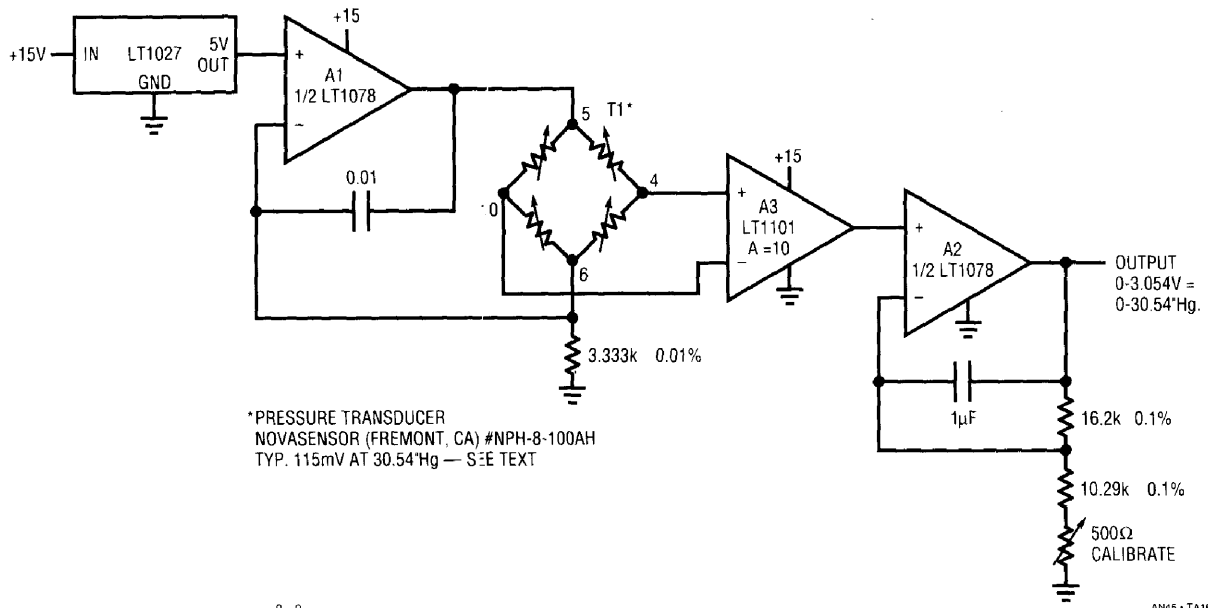 +15
+15V
IN
LT1027
5V
OUT
GND
+
A1
1/2 LT1078
–
0.01
5
T1*
4
10
6
3.333k 0.01%
+15
+
A3
LT1101
A =10
–
+
A2
1/2 LT1078
–
OUTPUT
0-3.054V =
0-30.54"Hg.
1µF
16.2k 0.1%
10.29k 0.1%
500Ω
CALIBRATE
*PRESSURE TRANSDUCER
NOVASENSOR (FREMONT, CA) #NPH-8-100AH
TYP. 115mV AT 30.54"Hg — SEE TEXT